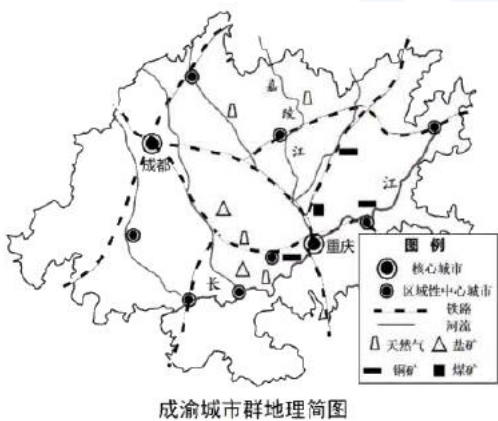 嘉
陵
江
成都
江
重庆
长
图例
核心城市
区域性中心城市
铁路
河流
天然气 盐矿
铜矿 煤矿
成渝城市群地理简图